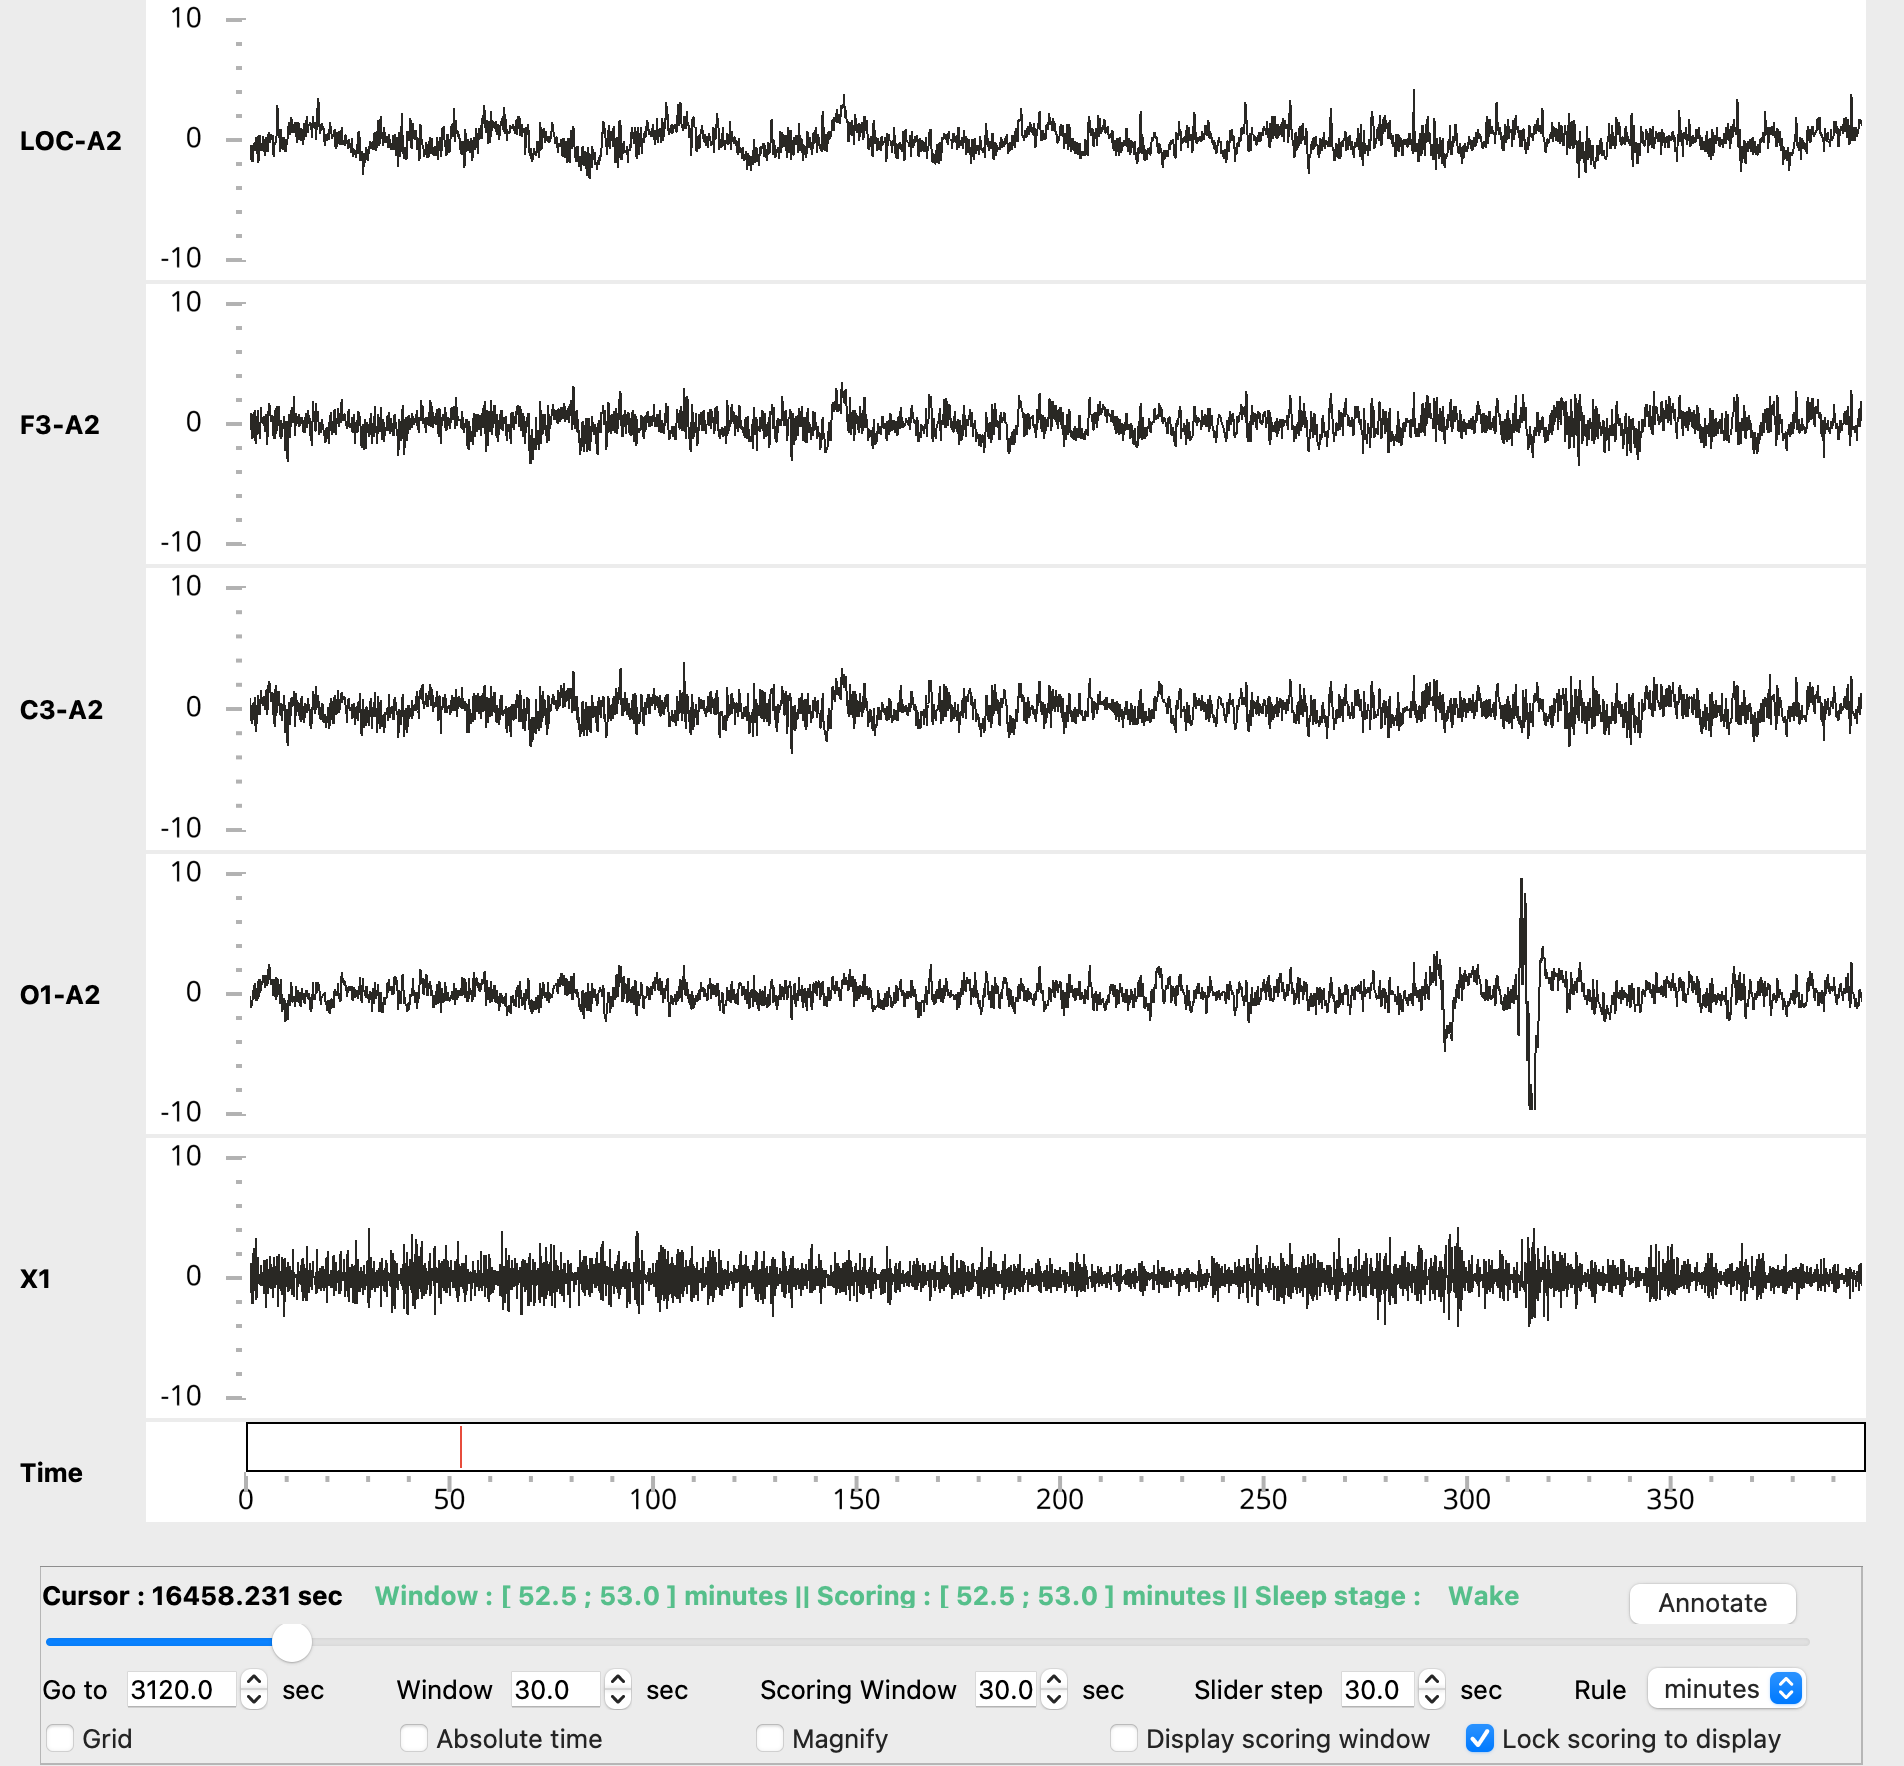 10
LOC-A2
0
-10
10
F3-A2
0
-10
10
C3-A2
0
-10
10
O1-A2
0
-10
10
X1
0
-10
Time
0 50 100 150 200 250 300 350
Cursor : 16458.231 sec Window : [ 52.5 ; 53.0 ] minutes || Scoring : [ 52.5 ; 53.0 ] minutes || Sleep stage : Wake Annotate
Go to 3120.0 sec Window 30.0 sec Scoring Window 30.0 sec Slider step 30.0 sec Rule minutes
Grid Absolute time Magnify Display scoring window Lock scoring to display